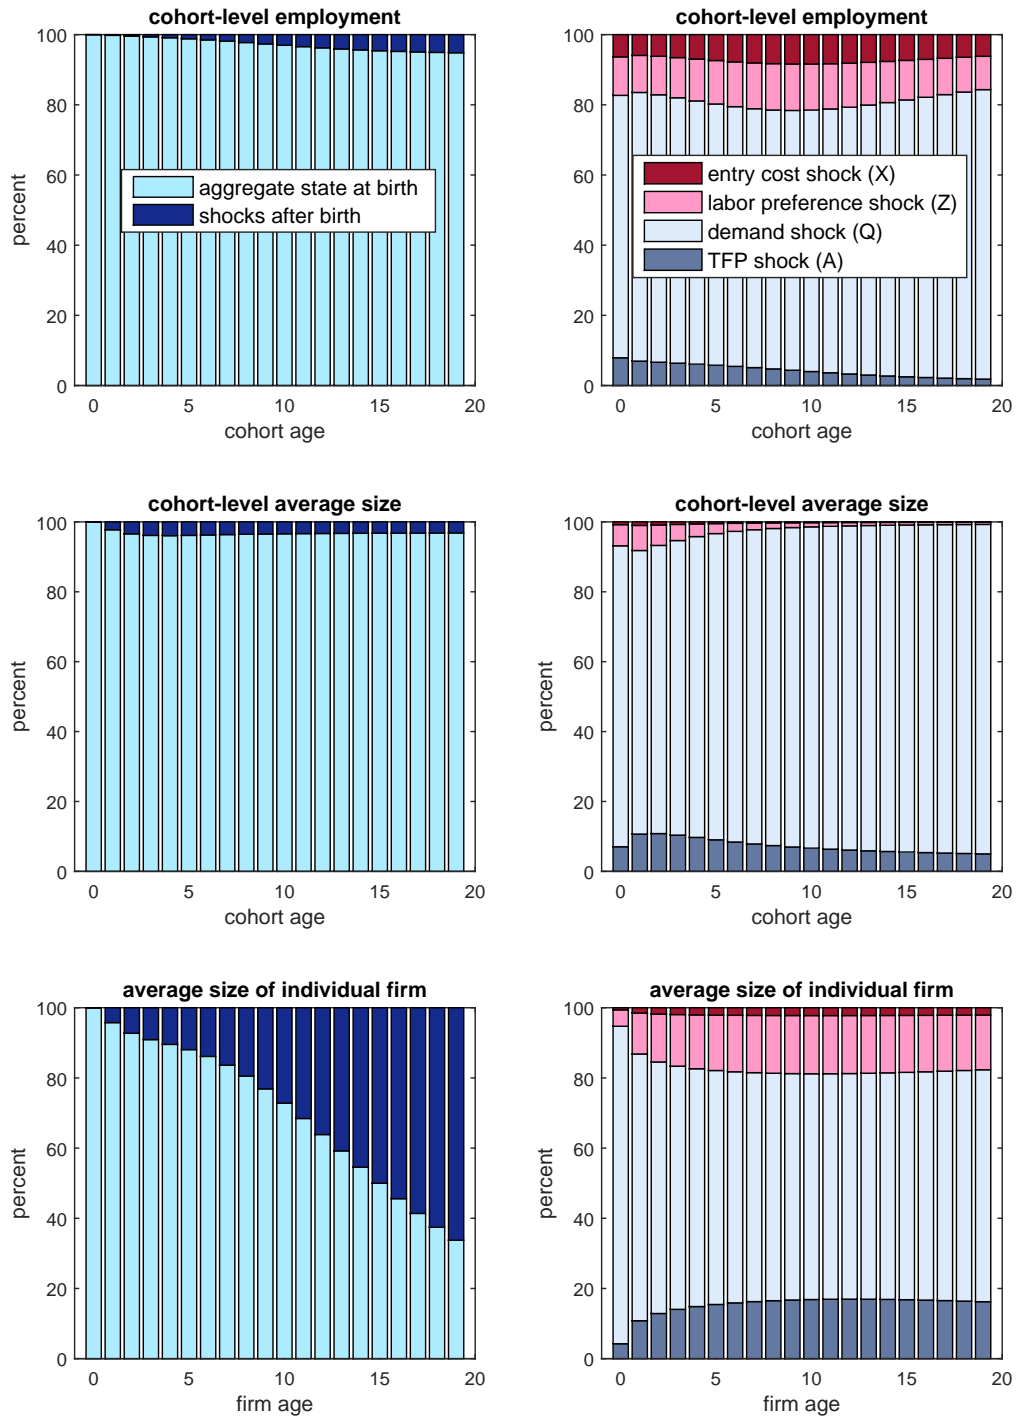 cohort-level employment
100
80
60
40
20
0
percent
aggregate state at birth
shocks after birth
0 5 10 15 20
cohort age
cohort-level employment
100
80
60
40
20
0
percent
entry cost shock (X)
labor preference shock (Z)
demand shock (Q)
TFP shock (A)
0 5 10 15 20
cohort age
cohort-level average size
100
80
60
40
20
0
percent
0 5 10 15 20
cohort age
cohort-level average size
100
80
60
40
20
0
percent
0 5 10 15 20
cohort age
average size of individual firm
100
80
60
40
20
0
percent
0 5 10 15 20
firm age
average size of individual firm
100
80
60
40
20
0
percent
0 5 10 15 20
firm age